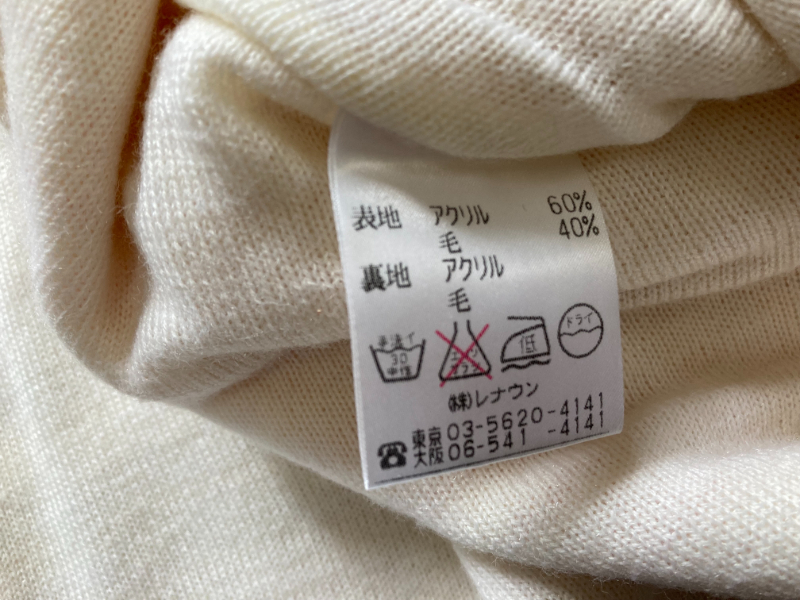 表地 アクリル 60%
毛 40%
裏地 アクリル
毛
手洗イ
30
中性
エンソ
サラシ
低
ドライ
㈱レナウン
☎ 東京 03-5620-4141
大阪 06-541 -4141